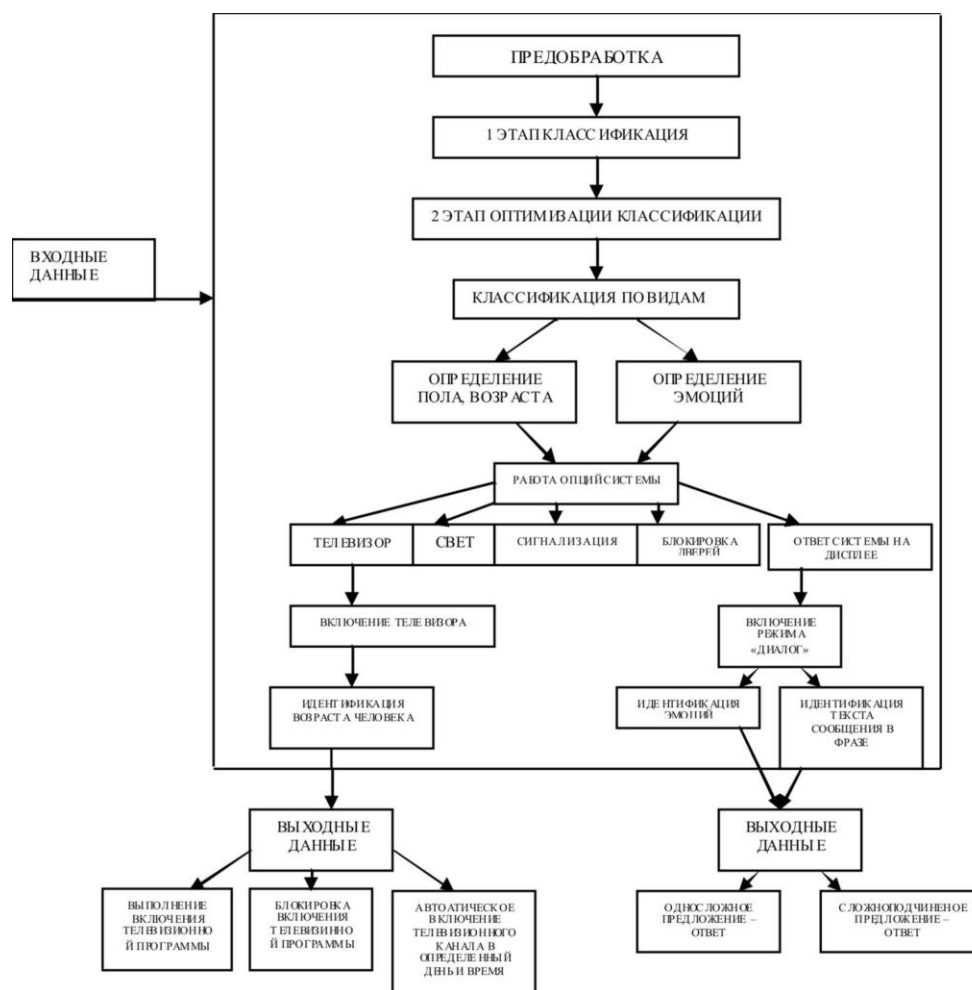 ПРЕДОБРАБОТКА
1 ЭТАП КЛАССИФИКАЦИЯ
2 ЭТАП ОПТИМИЗАЦИИ КЛАССИФИКАЦИИ
ВХОДНЫЕ
ДАННЫЕ
КЛАССИФИКАЦИЯ ПО ВИДАМ
ОПРЕДЕЛЕНИЕ
ПОЛА, ВОЗРАСТА
ОПРЕДЕЛЕНИЕ
ЭМОЦИЙ
РАБОТА ОПЦИЙ СИСТЕМЫ
ТЕЛЕВИЗОР
СВЕТ
СИГНАЛИЗАЦИЯ
БЛОКИРОВКА
ДВЕРЕЙ
ОТВЕТ СИСТЕМЫ НА
ДИСПЛЕЕ
ВКЛЮЧЕНИЕ ТЕЛЕВИЗОРА
ВКЛЮЧЕНИЕ
РЕЖИМА
«ДИАЛОГ»
ИДЕНТИФИКАЦИЯ
ВОЗРАСТА ЧЕЛОВЕКА
ИДЕНТИФИКАЦИЯ
ЭМОЦИЙ
ИДЕНТИФИКАЦИЯ
ТЕКСТА
СООБЩЕНИЯ В
ФРАЗЕ
ВЫХОДНЫЕ
ДАННЫЕ
ВЫХОДНЫЕ
ДАННЫЕ
ВЫПОЛНЕНИЕ
ВКЛЮЧЕНИЯ
ТЕЛЕВИЗИОННО
Й ПРОГРАММЫ
БЛОКИРОВКА
ВКЛЮЧЕНИЯ
ТЕЛЕВИЗИННО
Й ПРОГРАММЫ
АВТОАТИЧЕСКОЕ
ВКЛЮЧЕНИЕ
ТЕЛЕВИЗИОННОГО
КАНАЛА В
ОПРЕДЕЛЕННЫЙ
ДЕНЬ И ВРЕМЯ
ОДНОСЛОЖНОЕ
ПРЕДЛОЖЕНИЕ –
ОТВЕТ
СЛОЖНОПОДЧИНЕНОЕ
ПРЕДЛОЖЕНИЕ –
ОТВЕТ